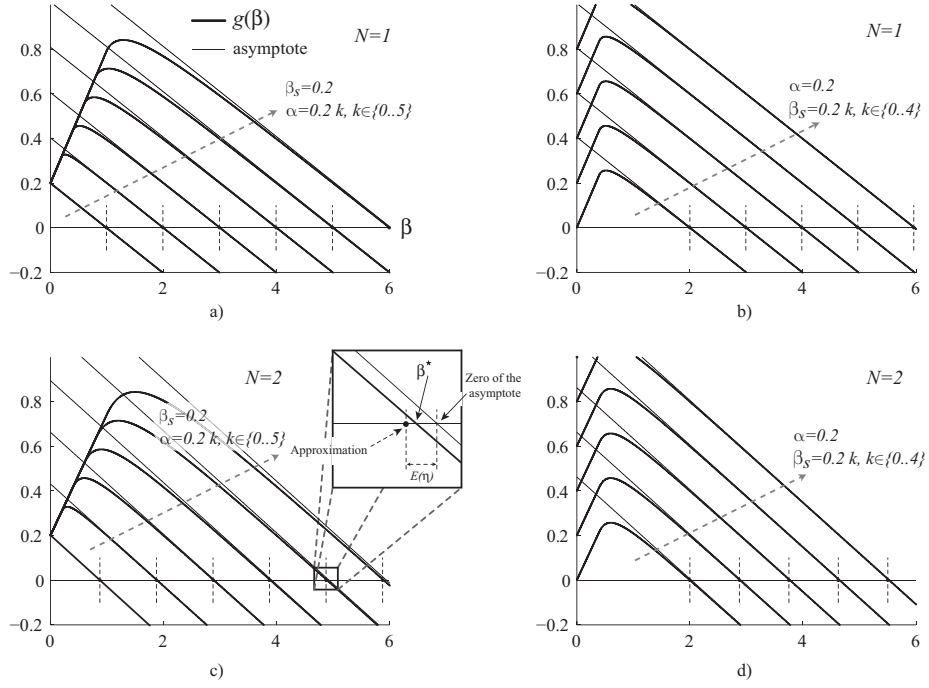 g(β)
asymptote
N=1
βs=0.2
α=0.2 k, k∈{0..5}
0.8
0.6
0.4
0.2
0
−0.2
β
0 2 4 6
a)
N=1
α=0.2
βs=0.2 k, k∈{0..4}
0.8
0.6
0.4
0.2
0
−0.2
0 2 4 6
b)
N=2
βs=0.2
α=0.2 k, k∈{0..5}
β*
Zero of the
asymptote
Approximation
E(η)
0.8
0.6
0.4
0.2
0
−0.2
0 2 4 6
c)
N=2
α=0.2
βs=0.2 k, k∈{0..4}
0.8
0.6
0.4
0.2
0
−0.2
0 2 4 6
d)